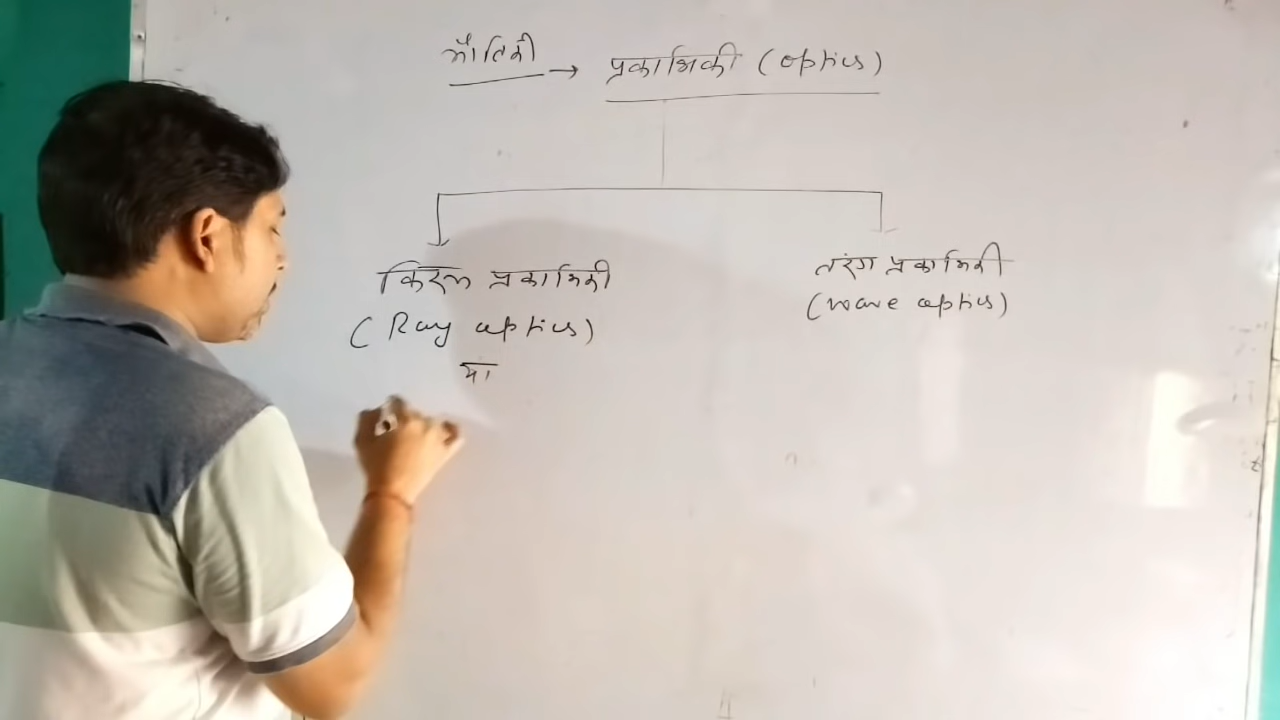 भौतिकी → प्रकाशिकी (optics)
किरण प्रकाशिकी
(Ray optics)
या
तरंग प्रकाशिकी
(wave optics)